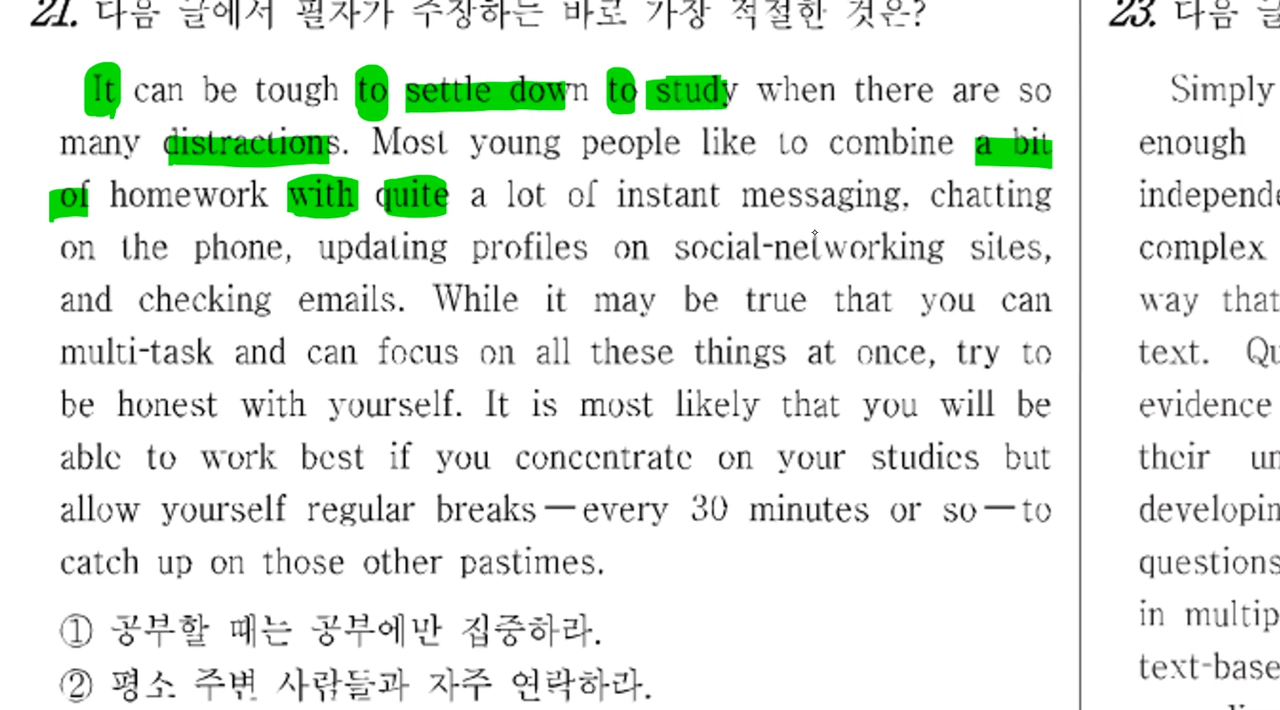 21. 다음 글에서 필자가 주장하는 바로 가장 적절한 것은?
It can be tough to settle down to study when there are so
many distractions. Most young people like to combine a bit
of homework with quite a lot of instant messaging, chatting
on the phone, updating profiles on social-networking sites,
and checking emails. While it may be true that you can
multi-task and can focus on all these things at once, try to
be honest with yourself. It is most likely that you will be
able to work best if you concentrate on your studies but
allow yourself regular breaks—every 30 minutes or so—to
catch up on those other pastimes.
① 공부할 때는 공부에만 집중하라.
② 평소 주변 사람들과 자주 연락하라.
23. 다음
Simply
enough
complex
way that
text.
evidence
their
questions
in